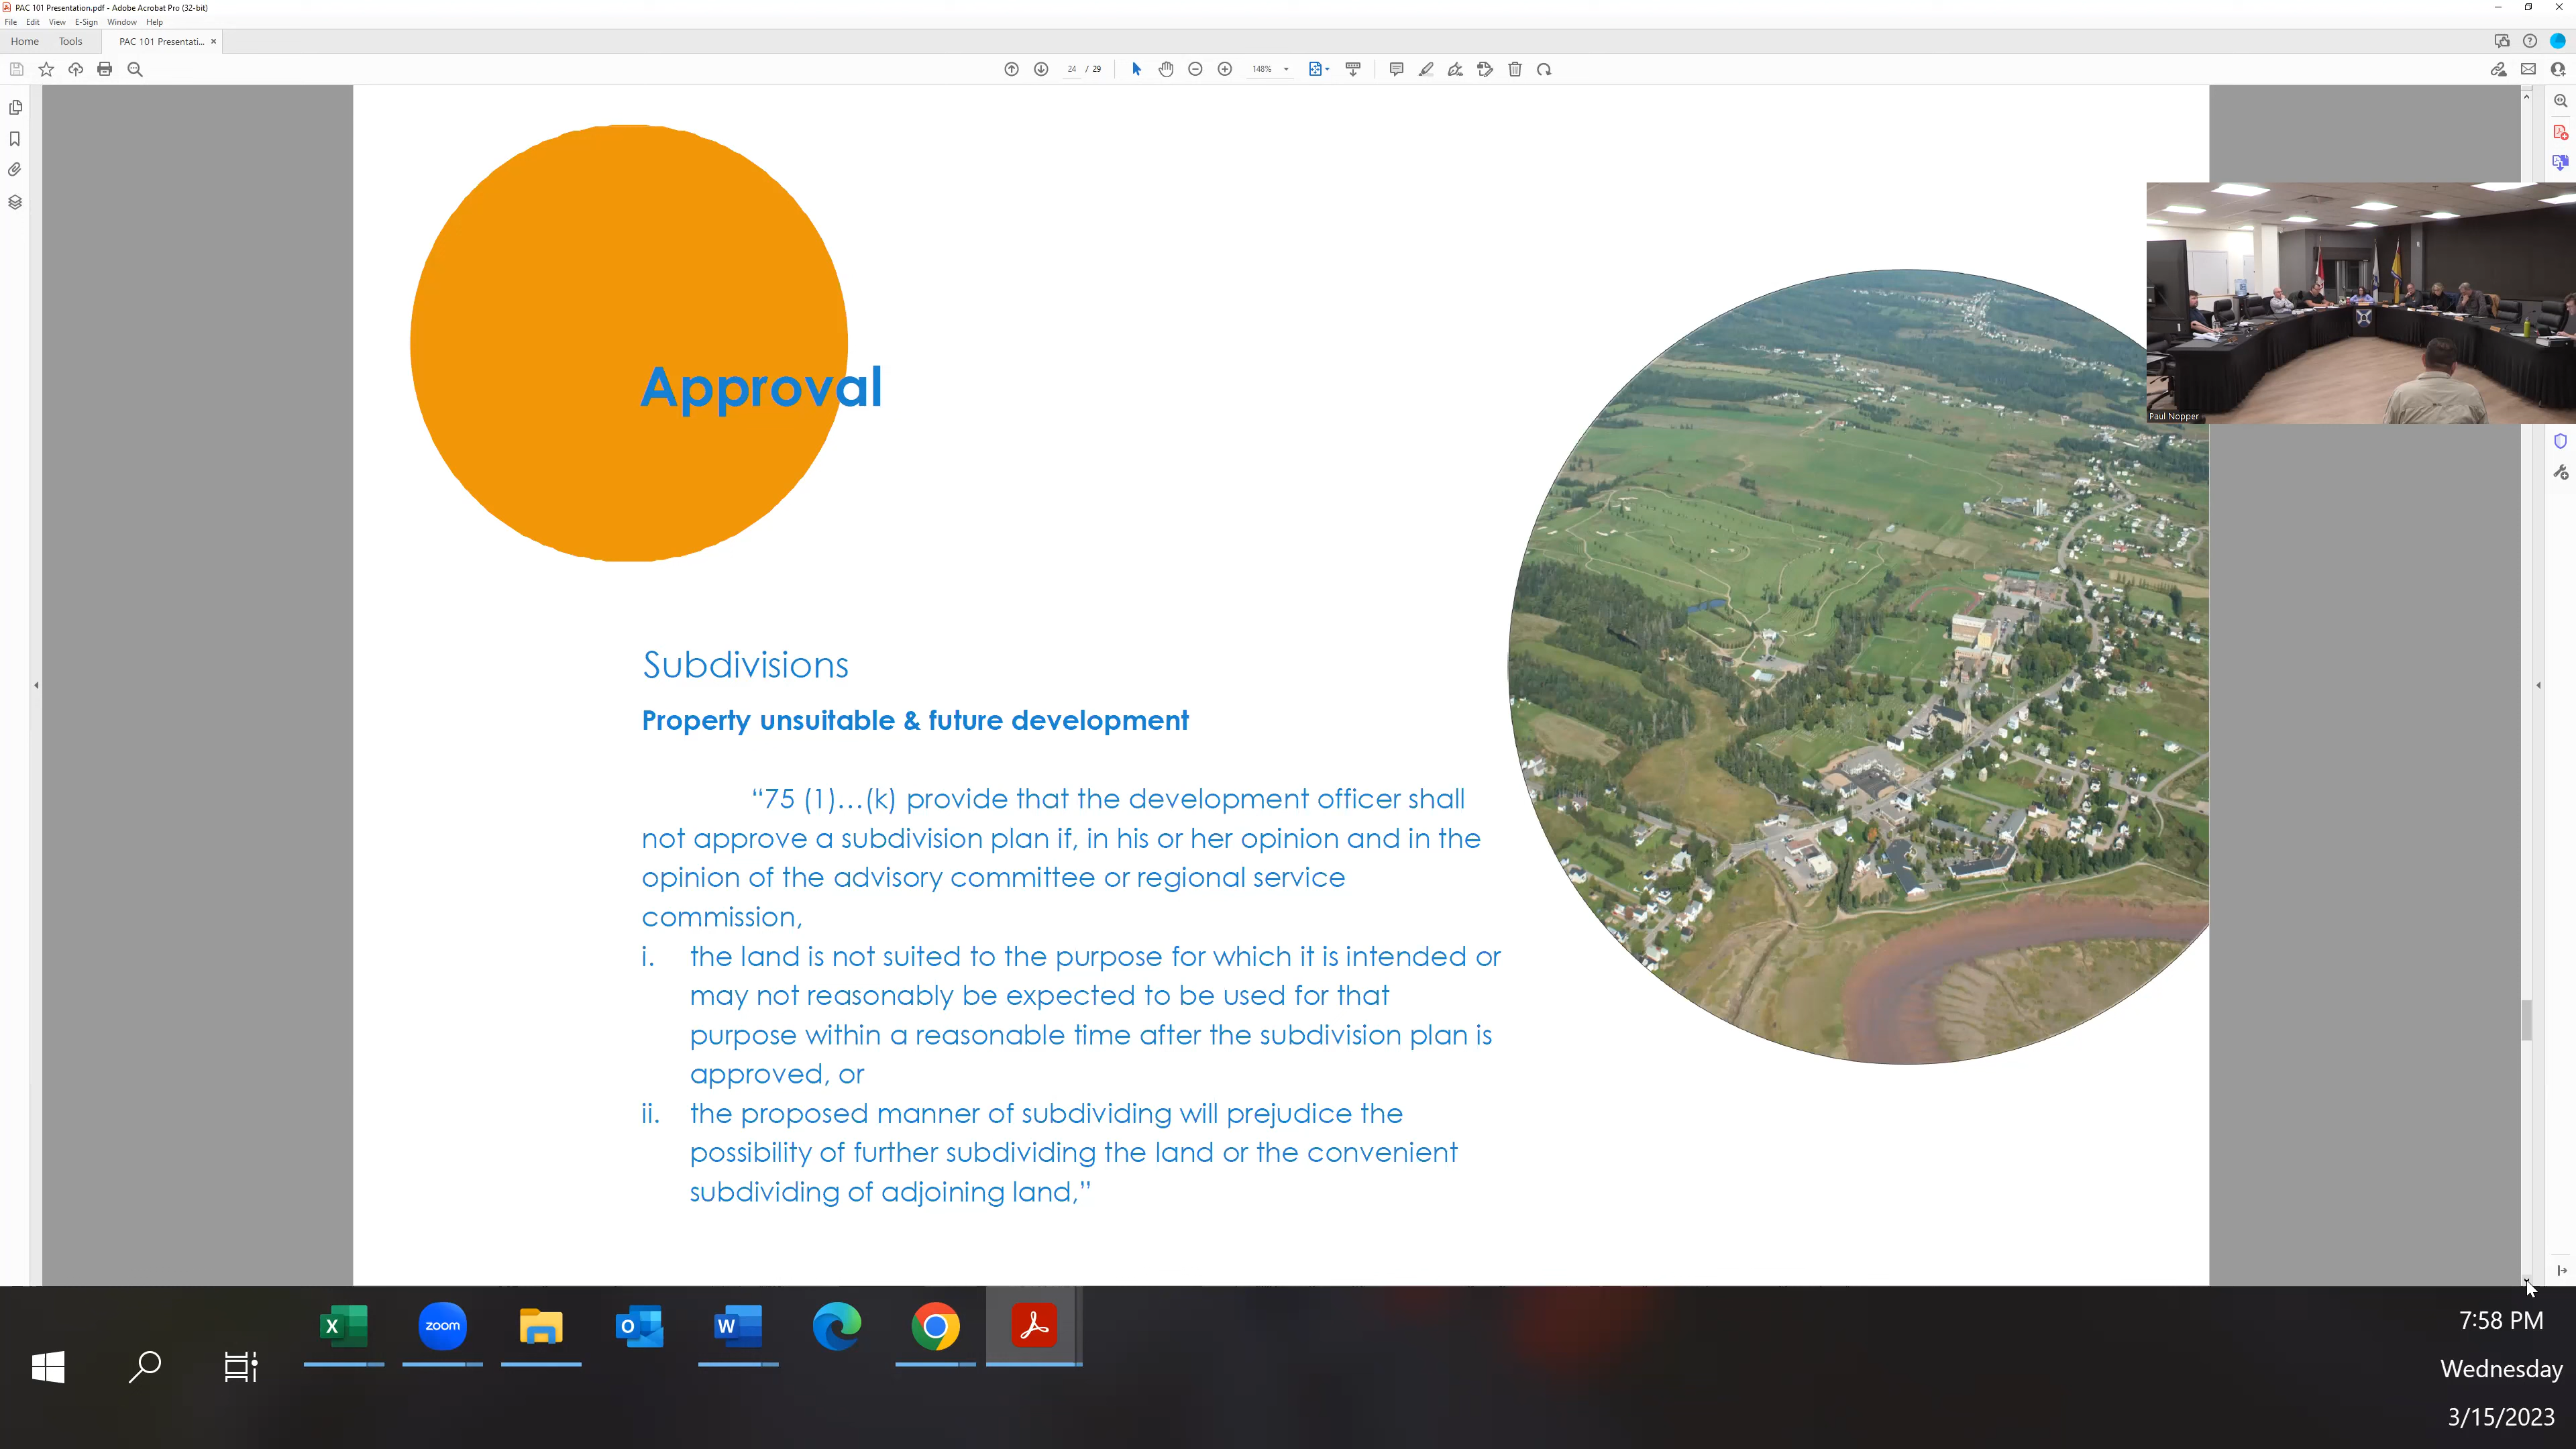 PAC 101 Presentation.pdf - Adobe Acrobat Pro (32-bit)
File Edit View E-Sign Window Help
Home Tools PAC 101 Presentati... ×
24 / 29 148%
Approval
Paul Nopper
Subdivisions
Property unsuitable & future development
“75 (1)...(k) provide that the development officer shall
not approve a subdivision plan if, in his or her opinion and in the
opinion of the advisory committee or regional service
commission,
i. the land is not suited to the purpose for which it is intended or
may not reasonably be expected to be used for that
purpose within a reasonable time after the subdivision plan is
approved, or
ii. the proposed manner of subdividing will prejudice the
possibility of further subdividing the land or the convenient
subdividing of adjoining land,”
X zoom O W
7:58 PM
Wednesday
3/15/2023